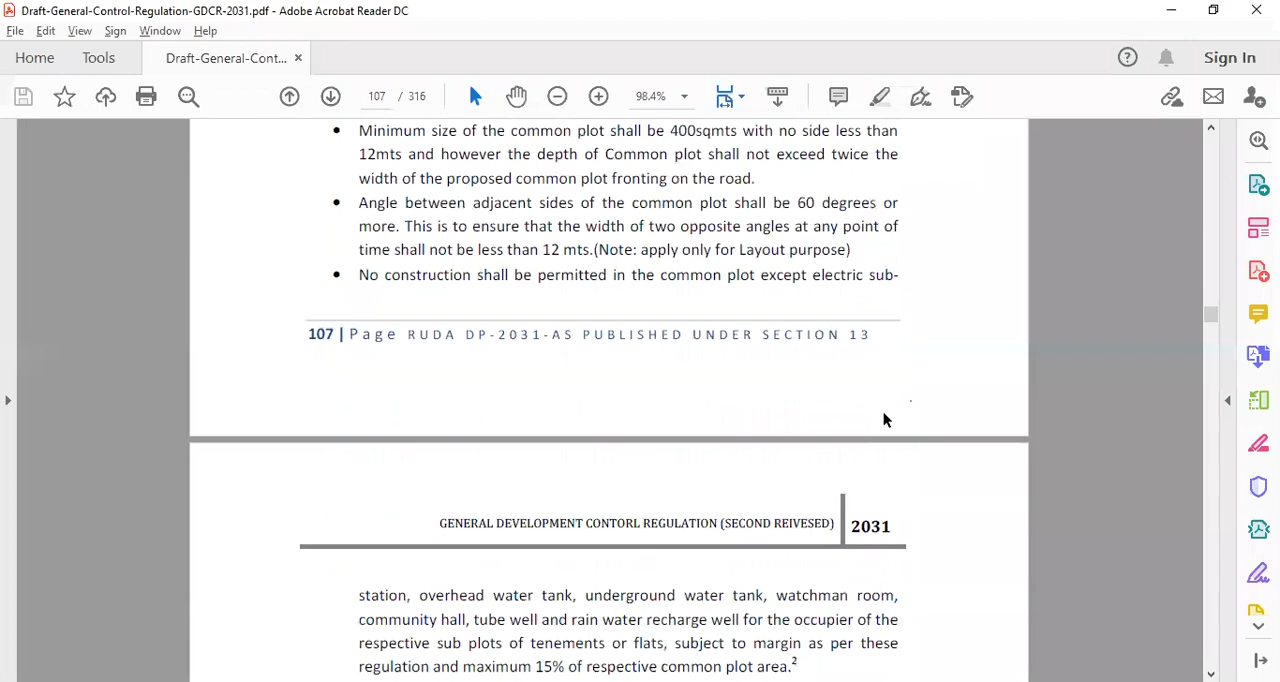 Draft-General-Control-Regulation-GDCR-2031.pdf - Adobe Acrobat Reader DC
File Edit View Sign Window Help
Home Tools Draft-General-Cont... ×
Sign In
107 / 316 98.4%
Minimum size of the common plot shall be 400sqmts with no side less than
12mts and however the depth of Common plot shall not exceed twice the
width of the proposed common plot fronting on the road.
Angle between adjacent sides of the common plot shall be 60 degrees or
more. This is to ensure that the width of two opposite angles at any point of
time shall not be less than 12 mts.(Note: apply only for Layout purpose)
No construction shall be permitted in the common plot except electric sub-
107 | Page RUDA DP-2031-AS PUBLISHED UNDER SECTION 13
GENERAL DEVELOPMENT CONTORL REGULATION (SECOND REIVESED) 2031
station, overhead water tank, underground water tank, watchman room,
community hall, tube well and rain water recharge well for the occupier of the
respective sub plots of tenements or flats, subject to margin as per these
regulation and maximum 15% of respective common plot area.2